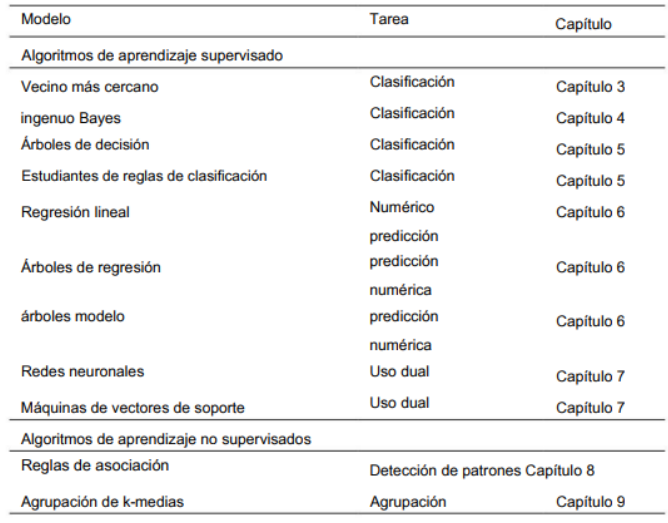 Modelo Tarea Capítulo
Algoritmos de aprendizaje supervisado
Vecino más cercano Clasificación Capítulo 3
ingenuo Bayes Clasificación Capítulo 4
Árboles de decisión Clasificación Capítulo 5
Estudiantes de reglas de clasificación Clasificación Capítulo 5
Regresión lineal Numérico Capítulo 6
predicción
Árboles de regresión predicción Capítulo 6
numérica
árboles modelo predicción Capítulo 6
numérica
Redes neuronales Uso dual Capítulo 7
Máquinas de vectores de soporte Uso dual Capítulo 7
Algoritmos de aprendizaje no supervisados
Reglas de asociación Detección de patrones Capítulo 8
Agrupación de k-medias Agrupación Capítulo 9